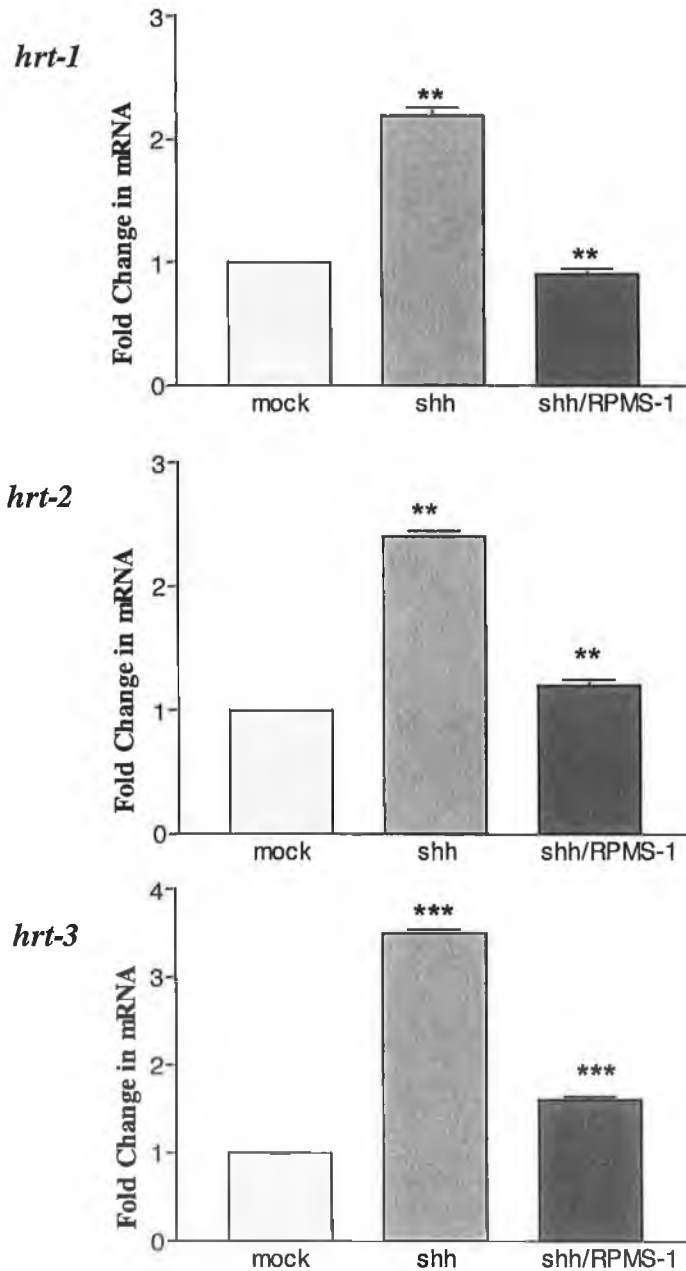 hrt-1
Fold Change in mRNA
3
2
1
0
**
**
mock shh shh/RPMS-1
hrt-2
Fold Change in mRNA
3
2
1
0
**
**
mock shh shh/RPMS-1
hrt-3
Fold Change in mRNA
4
3
2
1
0
***
***
mock shh shh/RPMS-1